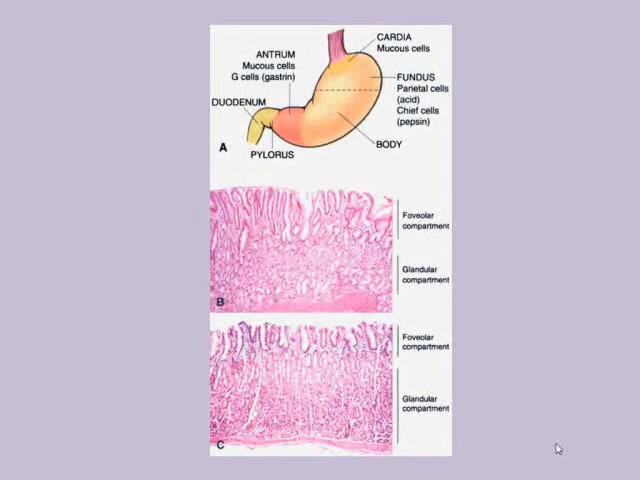 CARDIA
Mucous cells
ANTRUM
Mucous cells
G cells (gastrin)
FUNDUS
Parietal cells
(acid)
Chief cells
(pepsin)
DUODENUM
BODY
PYLORUS
A
Foveolar
compartment
Glandular
compartment
B
Foveolar
compartment
Glandular
compartment
C